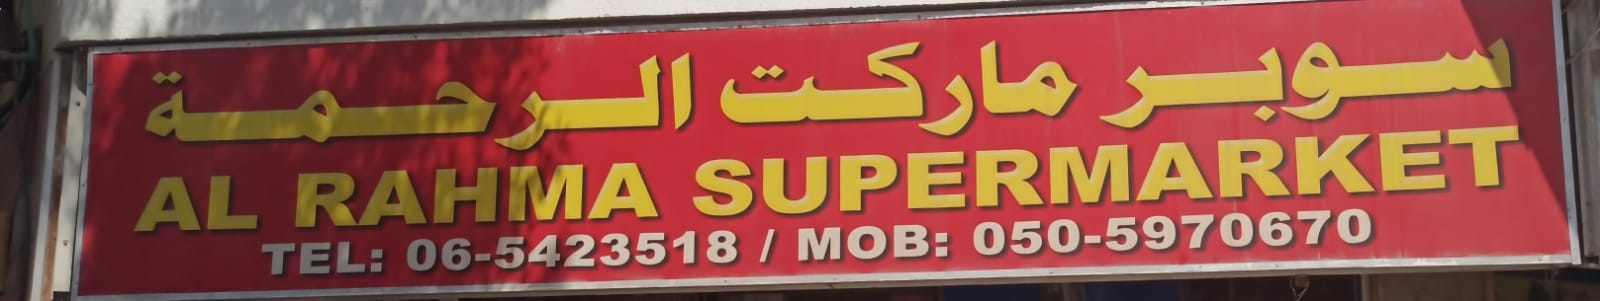 سوبر ماركت الرحمة
AL RAHMA SUPERMARKET
TEL: 06-5423518 / MOB: 050-5970670